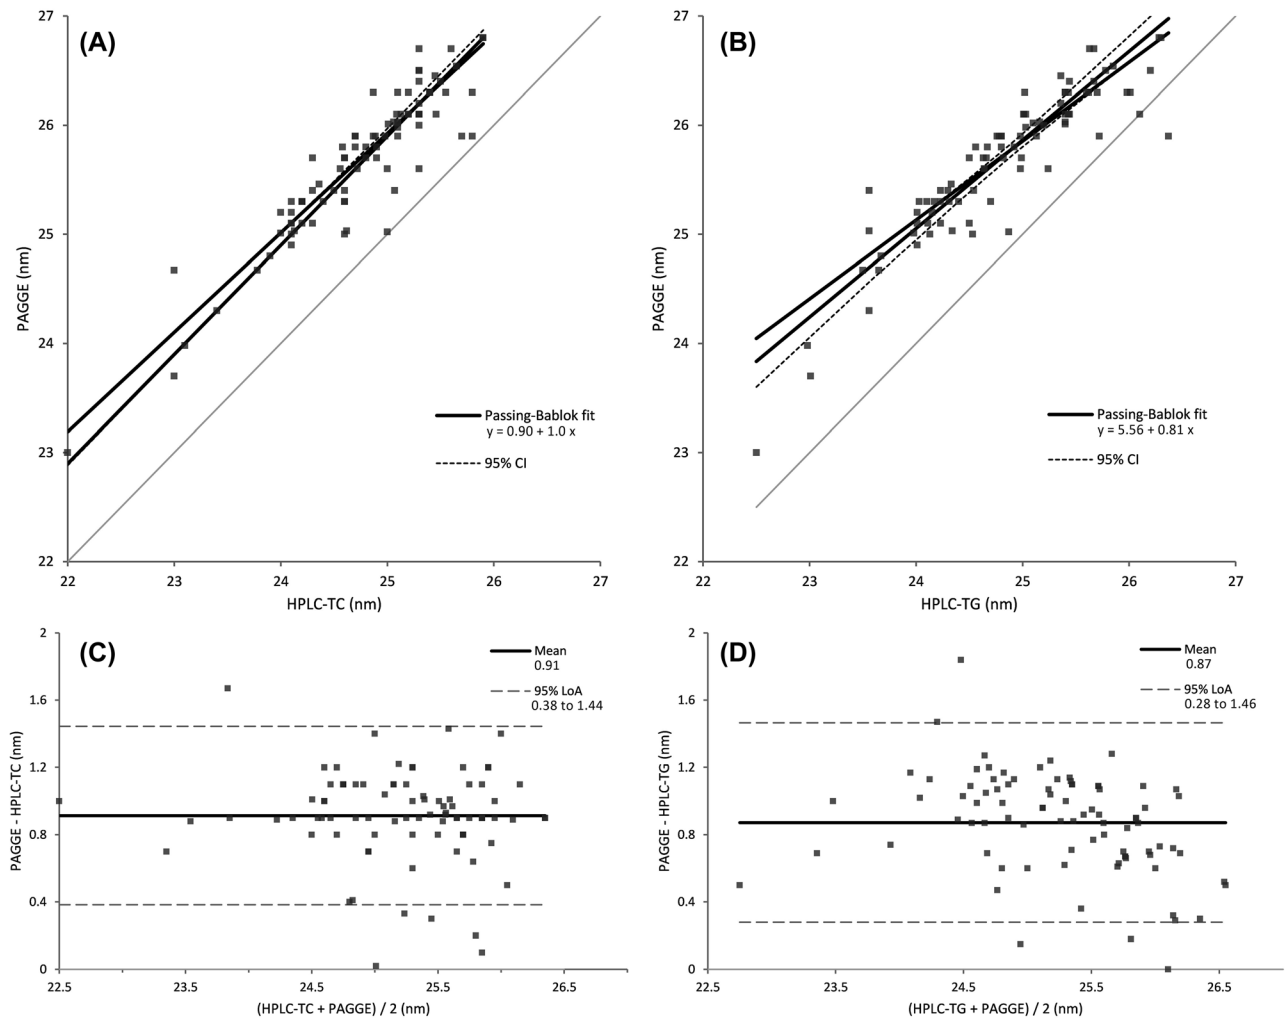 (A)
27
26
25
24
23
22
PAGGE (nm)
22
23
24
25
26
27
HPLC-TC (nm)
Passing-Bablok fit
y = 0.90 + 1.0 x
95% CI
(B)
27
26
25
24
23
22
PAGGE (nm)
22
23
24
25
26
27
HPLC-TG (nm)
Passing-Bablok fit
y = 5.56 + 0.81 x
95% CI
(C)
2
1.6
1.2
0.8
0.4
0
PAGGE - HPLC-TC (nm)
22.5
23.5
24.5
25.5
26.5
(HPLC-TC + PAGGE) / 2 (nm)
Mean
0.91
95% LoA
0.38 to 1.44
(D)
2
1.6
1.2
0.8
0.4
0
PAGGE - HPLC-TG (nm)
22.5
23.5
24.5
25.5
26.5
(HPLC-TG + PAGGE) / 2 (nm)
Mean
0.87
95% LoA
0.28 to 1.46